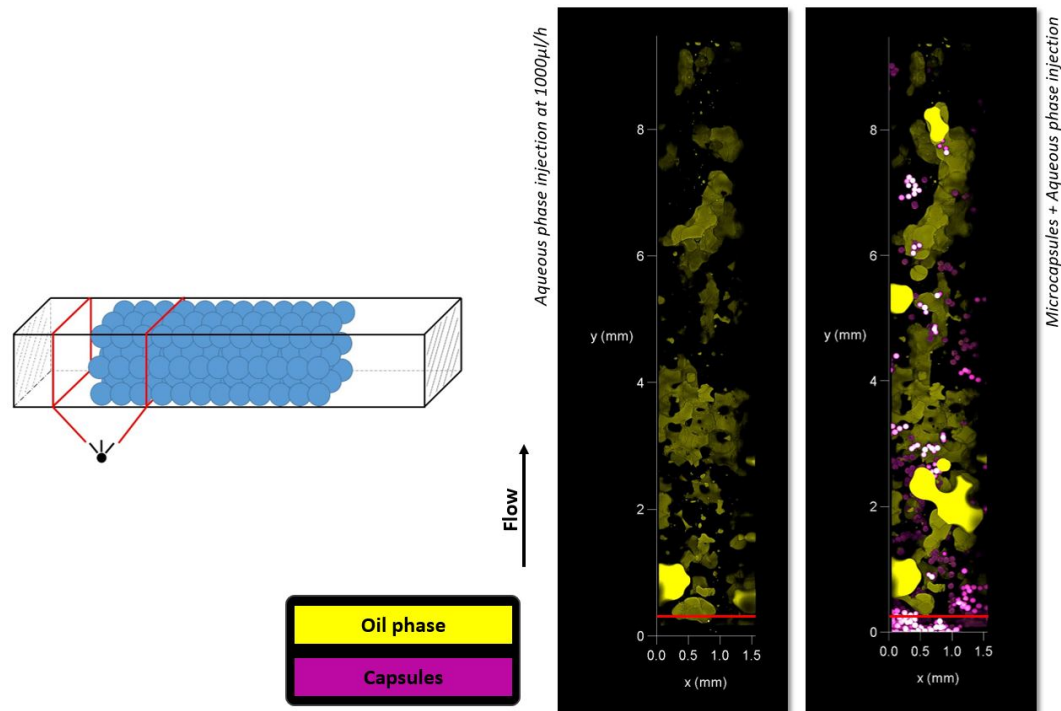 Aqueous phase injection at 1000µl/h
8
6
y (mm)
4
2
0
0.0 0.5 1.0 1.5
x (mm)
8
6
y (mm)
4
2
0
0.0 0.5 1.0 1.5
x (mm)
Microcapsules + Aqueous phase injection
Flow
Oil phase
Capsules